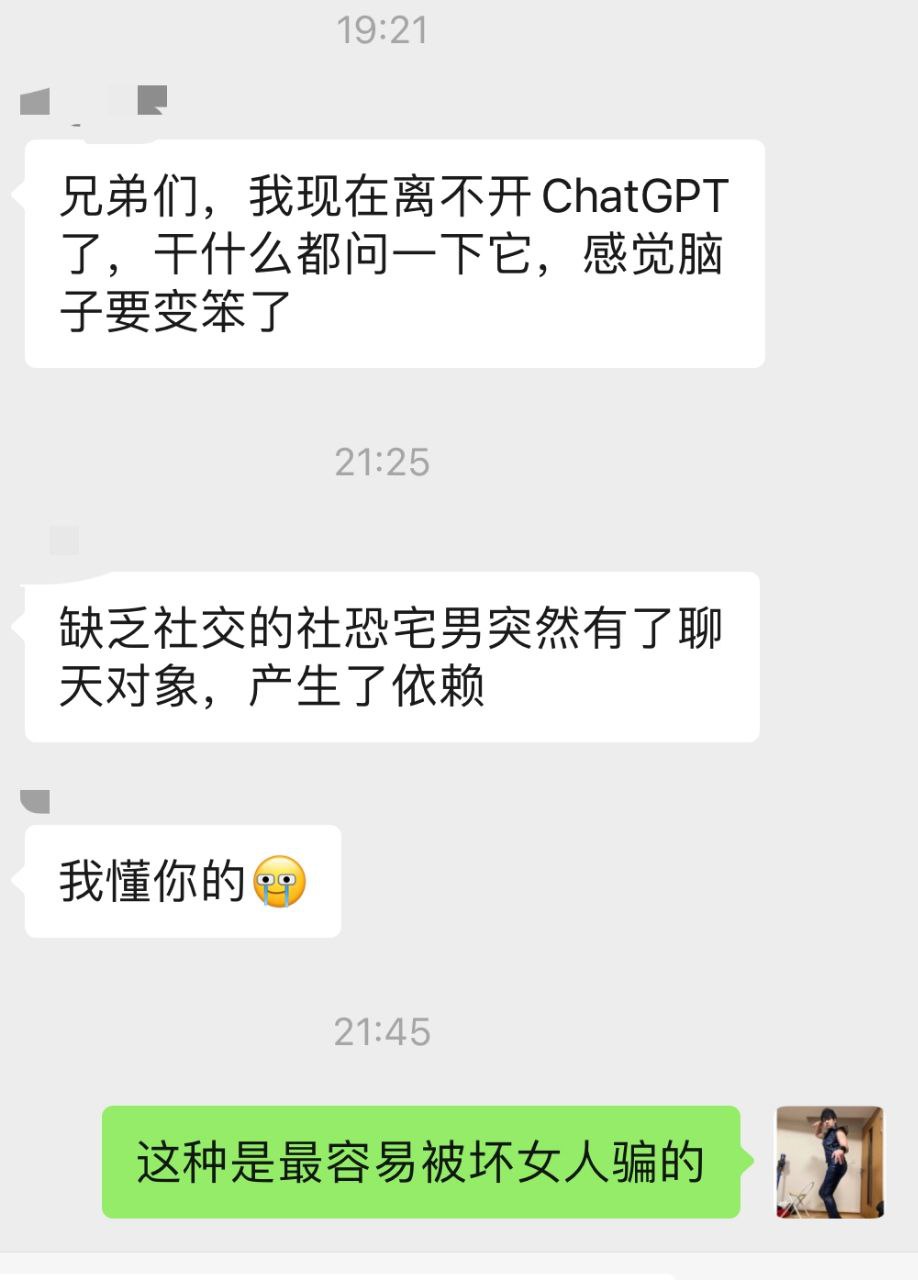 19:21
兄弟们，我现在离不开ChatGPT
了，干什么都问一下它，感觉脑
子要变笨了
21:25
缺乏社交的社恐宅男突然有了聊
天对象，产生了依赖
我懂你的🥹
21:45
这种是最容易被坏女人骗的